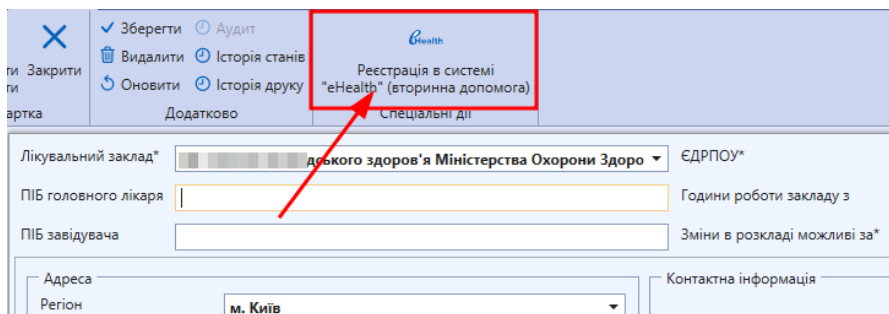 Зберегти
Аудит
eHealth
ти Закрити
Видалити
Історія станів
Реєстрація в системі
ти
Оновити
Історія друку
"eHealth" (вторинна допомога)
артка
Додатково
Спеціальні дії
Лікувальний заклад*
дського здоров'я Міністерства Охорони Здоро
ЄДРПОУ*
ПІБ головного лікаря
Години роботи закладу з
ПІБ завідувача
Зміни в розкладі можливі за*
Адреса
Контактна інформація
Регіон
м. Київ